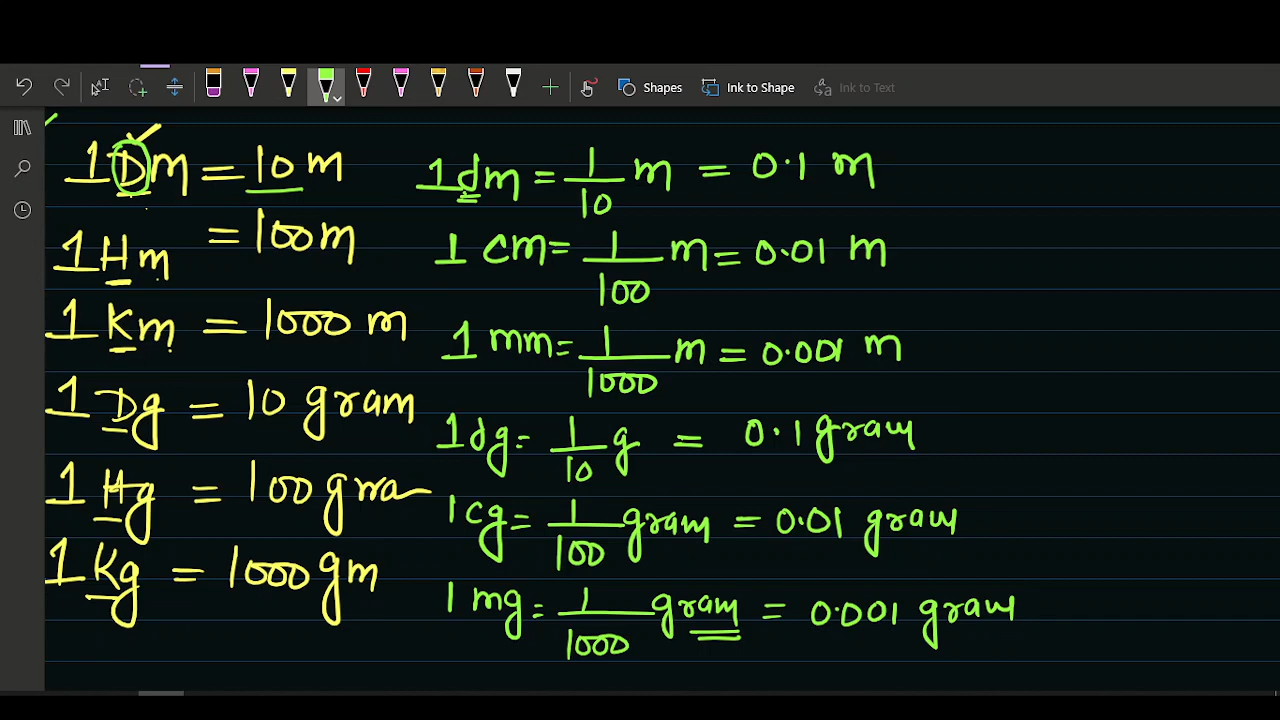 Shapes Ink to Shape Ink to Text
1 Dm = 10 m
1 Hm = 100m
1 Km = 1000 m
1 Dg = 10 gram
1 Hg = 100 gra
1 Kg = 1000 gm
1 dm = 1/10 m = 0.1 m
1 cm = 1/100 m = 0.01 m
1 mm = 1/1000 m = 0.001 m
1 dg = 1/10 g = 0.1 gram
1 cg = 1/100 gram = 0.01 gram
1 mg = 1/1000 gram = 0.001 gram